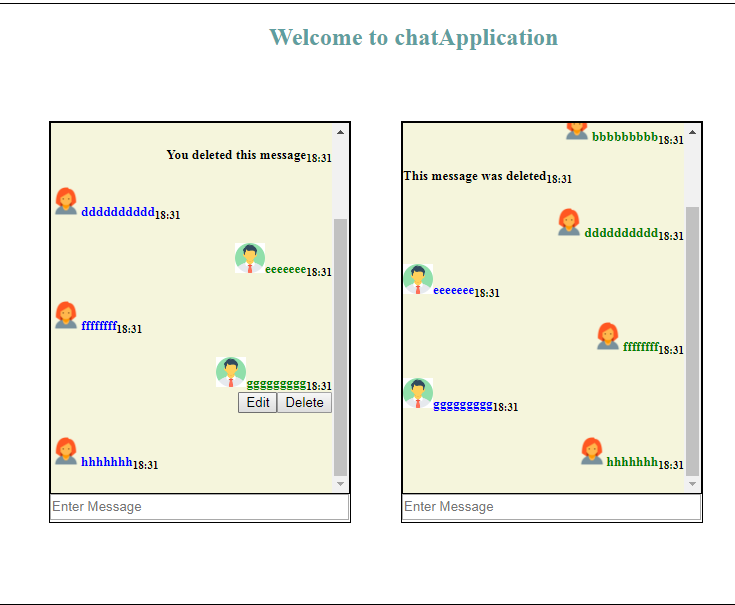 Welcome to chatApplication
You deleted this message18:31
dddddddddd18:31
eeeeeee18:31
ffffffff18:31
ggggggggg18:31
Edit Delete
hhhhhhh18:31
Enter Message
bbbbbbbbb18:31
This message was deleted18:31
dddddddddd18:31
eeeeeee18:31
ffffffff18:31
ggggggggg18:31
hhhhhhh18:31
Enter Message